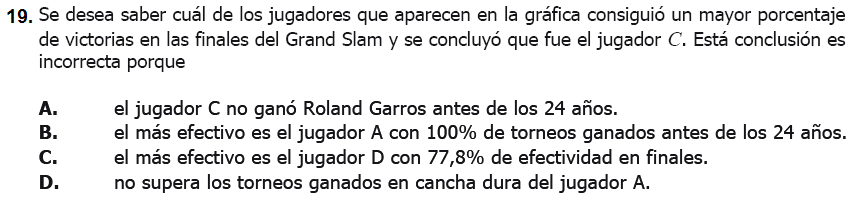 19. Se desea saber cuál de los jugadores que aparecen en la gráfica consiguió un mayor porcentaje
de victorias en las finales del Grand Slam y se concluyó que fue el jugador C. Está conclusión es
incorrecta porque
A. el jugador C no ganó Roland Garros antes de los 24 años.
B. el más efectivo es el jugador A con 100% de torneos ganados antes de los 24 años.
C. el más efectivo es el jugador D con 77,8% de efectividad en finales.
D. no supera los torneos ganados en cancha dura del jugador A.